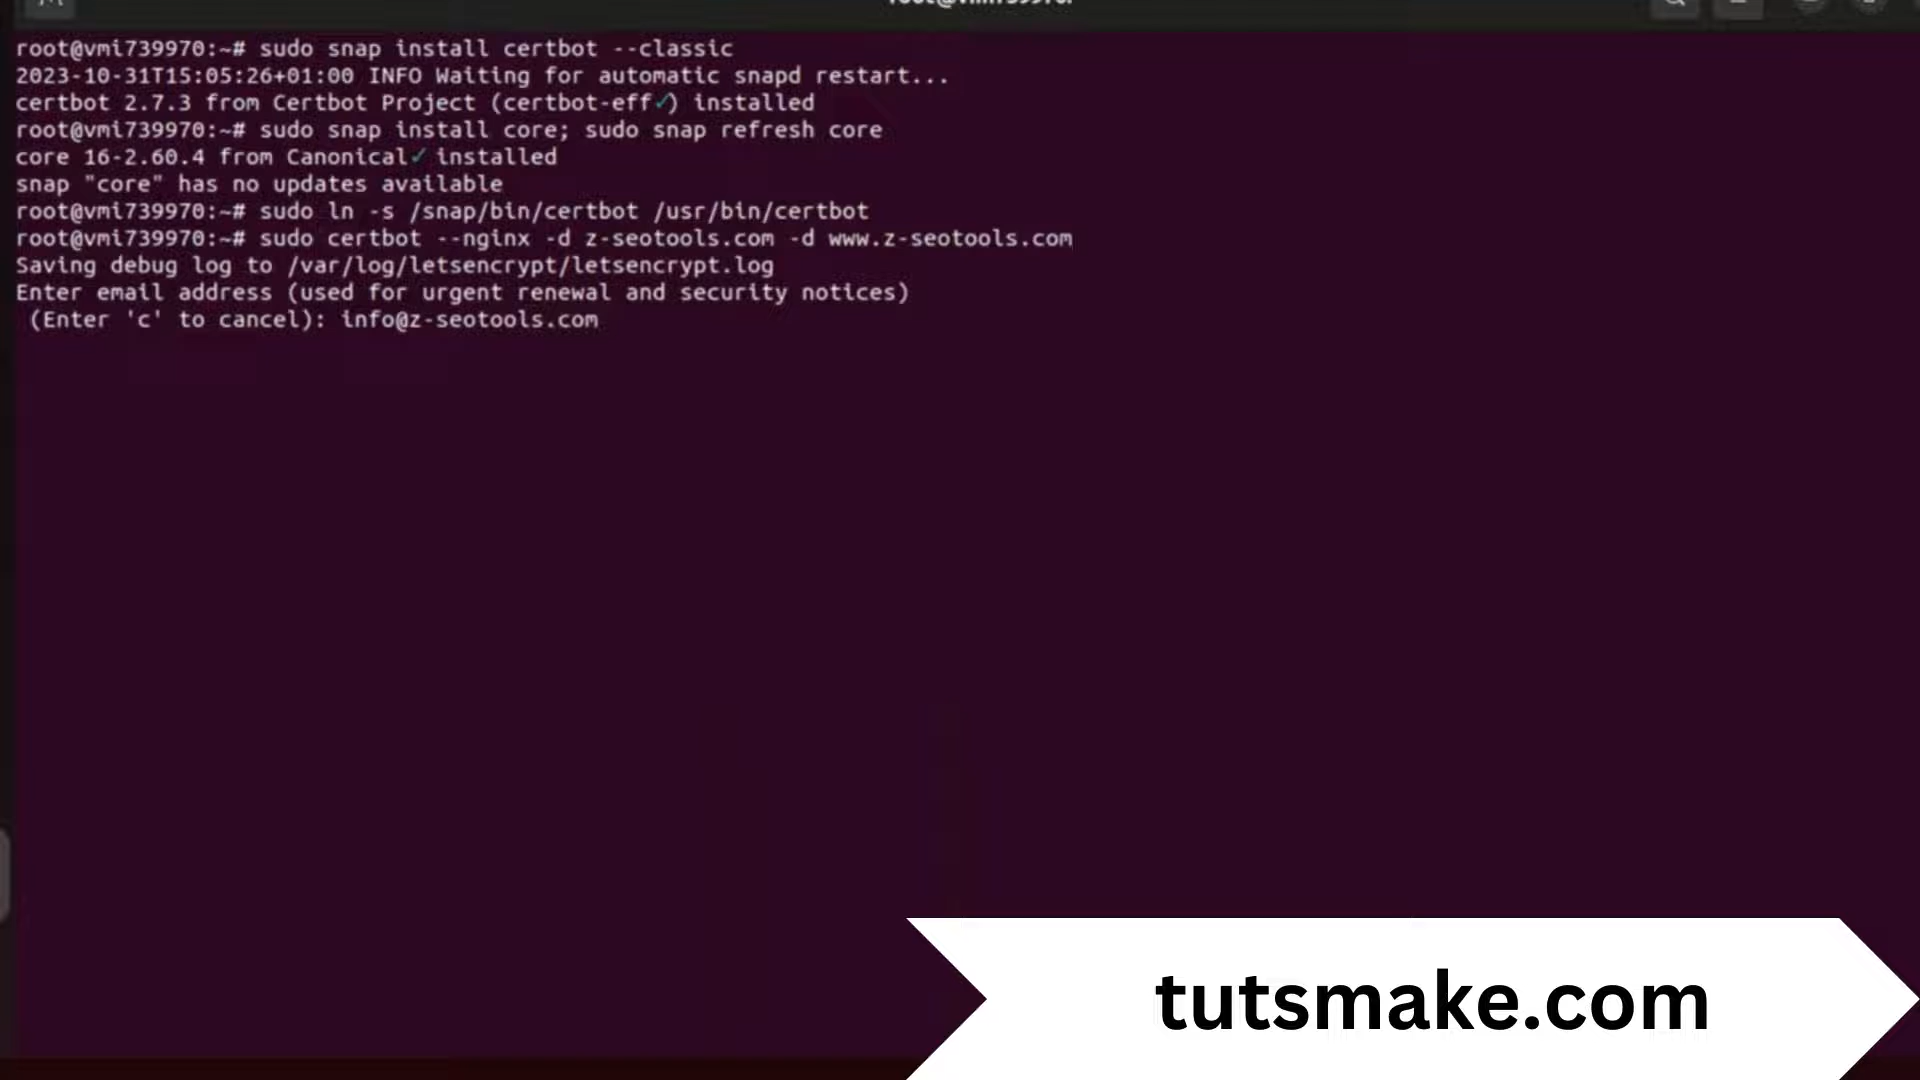 root@vmi739970:~# sudo snap install certbot --classic
2023-10-31T15:05:26+01:00 INFO Waiting for automatic snapd restart...
certbot 2.7.3 from Certbot Project (certbot-eff✓) installed
root@vmi739970:~# sudo snap install core; sudo snap refresh core
core 16-2.60.4 from Canonical✓ installed
snap "core" has no updates available
root@vmi739970:~# sudo ln -s /snap/bin/certbot /usr/bin/certbot
root@vmi739970:~# sudo certbot --nginx -d z-seotools.com -d www.z-seotools.com
Saving debug log to /var/log/letsencrypt/letsencrypt.log
Enter email address (used for urgent renewal and security notices)
(Enter 'c' to cancel): info@z-seotools.com
tutsmake.com